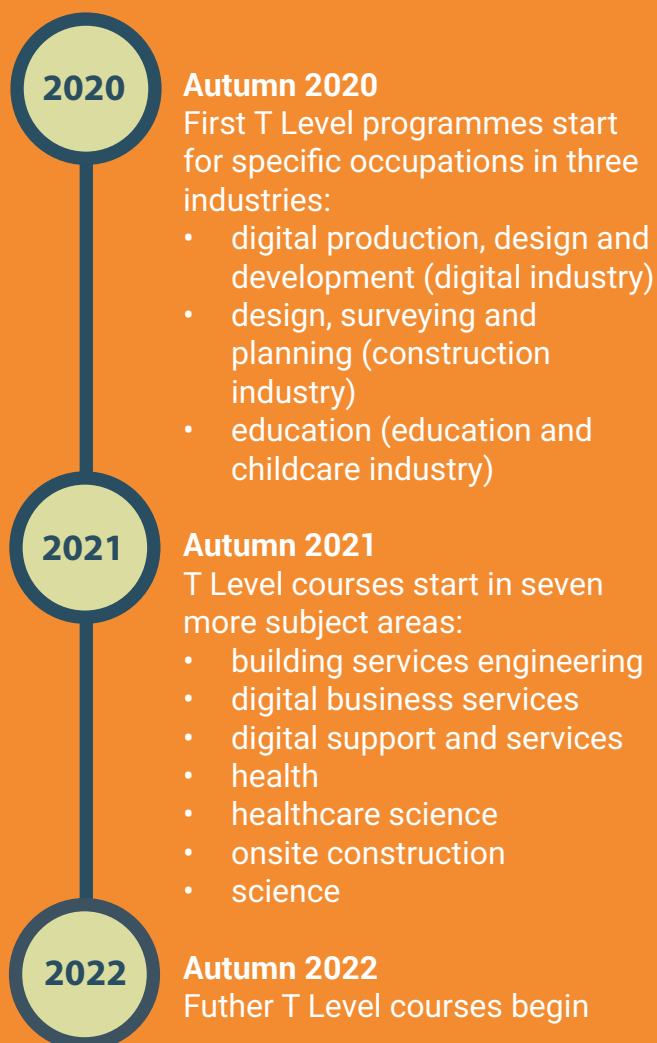 2020
Autumn 2020
First T Level programmes start
for specific occupations in three
industries:
• digital production, design and
development (digital industry)
• design, surveying and
planning (construction
industry)
• education (education and
childcare industry)
2021
Autumn 2021
T Level courses start in seven
more subject areas:
• building services engineering
• digital business services
• digital support and services
• health
• healthcare science
• onsite construction
• science
2022
Autumn 2022
Futher T Level courses begin